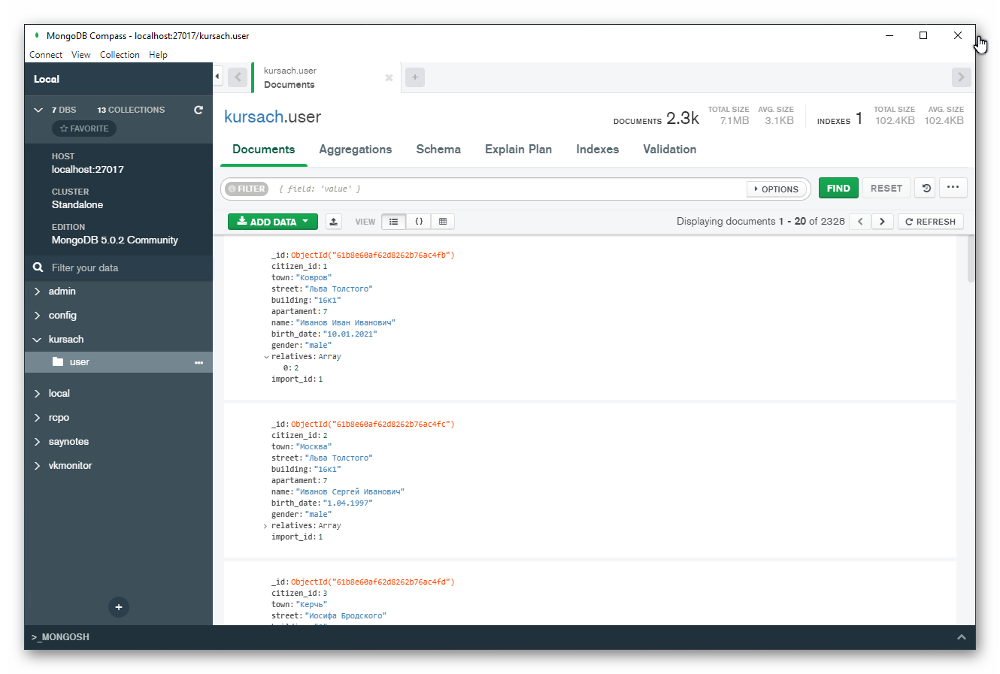 MongoDB Compass - localhost:27017/kursach.user
Connect View Collection Help
Local
7 DBS 13 COLLECTIONS
FAVORITE
HOST
localhost:27017
CLUSTER
Standalone
EDITION
MongoDB 5.0.2 Community
Filter your data
admin
config
kursach
user
local
rcpo
saynotes
vkmonitor
kursach.user
Documents
kursach.user
DOCUMENTS 2.3k TOTAL SIZE 7.1MB AVG. SIZE 3.1KB INDEXES 1 TOTAL SIZE 102.4KB AVG. SIZE 102.4KB
Documents Aggregations Schema Explain Plan Indexes Validation
FILTER { field: 'value' } OPTIONS FIND RESET
ADD DATA VIEW {} Displaying documents 1 - 20 of 2328 REFRESH
_id: ObjectId("61b8e60af62d8262b76ac4fb")
citizen_id: 1
town: "Ковров"
street: "Льва Толстого"
building: "16к1"
apartament: 7
name: "Иванов Иван Иванович"
birth_date: "10.01.2021"
gender: "male"
relatives: Array
0: 2
import_id: 1
_id: ObjectId("61b8e60af62d8262b76ac4fc")
citizen_id: 2
town: "Москва"
street: "Льва Толстого"
building: "16к1"
apartament: 7
name: "Иванов Сергей Иванович"
birth_date: "1.04.1997"
gender: "male"
relatives: Array
import_id: 1
_id: ObjectId("61b8e60af62d8262b76ac4fd")
citizen_id: 3
town: "Керчь"
street: "Иосифа Бродского"
>_MONGOSH